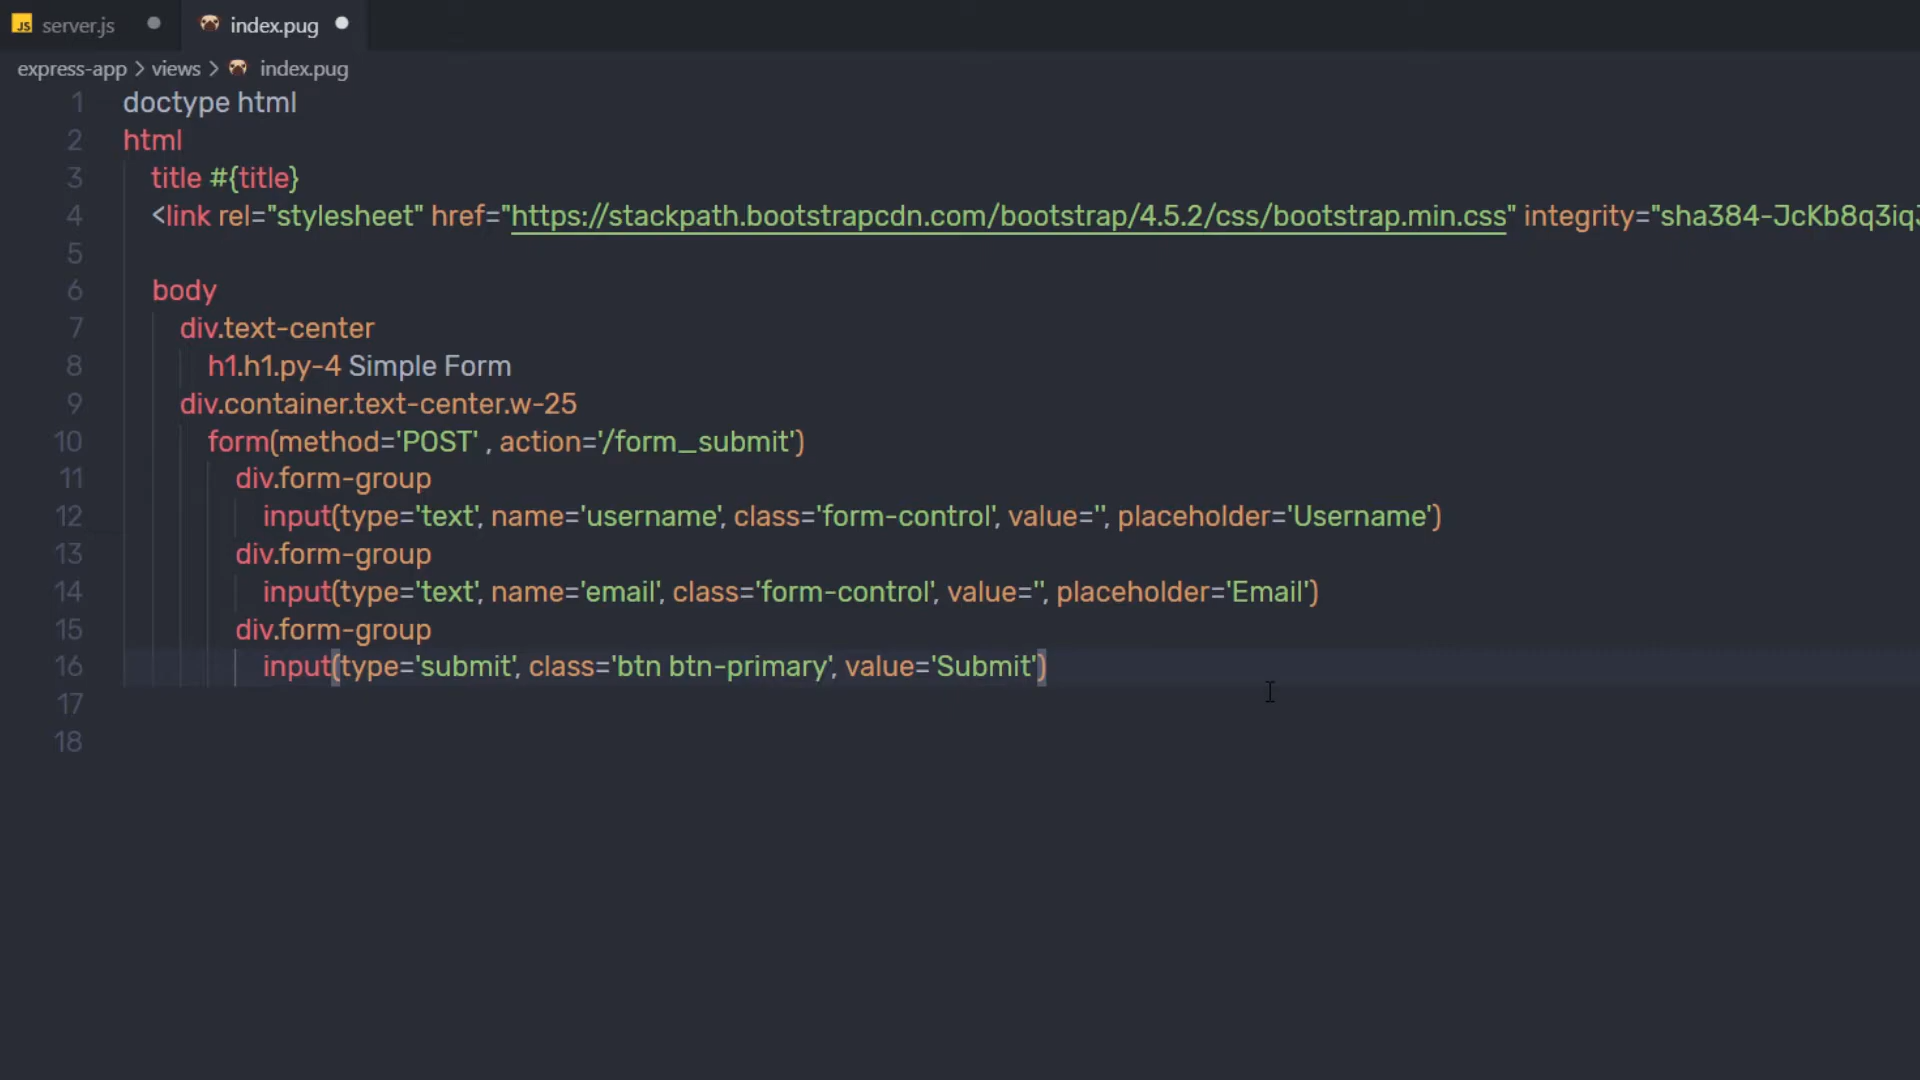 JS server.js
index.pug
express-app > views > index.pug
1 doctype html
2 html
3 title #{title}
4 <link rel="stylesheet" href="https://stackpath.bootstrapcdn.com/bootstrap/4.5.2/css/bootstrap.min.css" integrity="sha384-JcKb8q3iqJ
5
6 body
7 div.text-center
8 h1.h1.py-4 Simple Form
9 div.container.text-center.w-25
10 form(method='POST' , action='/form_submit')
11 div.form-group
12 input(type='text', name='username', class='form-control', value='', placeholder='Username')
13 div.form-group
14 input(type='text', name='email', class='form-control', value='', placeholder='Email')
15 div.form-group
16 input(type='submit', class='btn btn-primary', value='Submit')
17
18